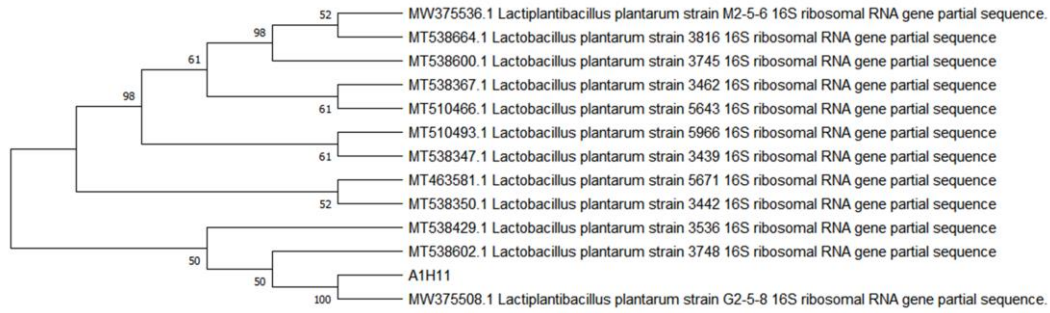 52
MW375536.1 Lactiplantibacillus plantarum strain M2-5-6 16S ribosomal RNA gene partial sequence.
98
MT538664.1 Lactobacillus plantarum strain 3816 16S ribosomal RNA gene partial sequence
61
MT538600.1 Lactobacillus plantarum strain 3745 16S ribosomal RNA gene partial sequence
MT538367.1 Lactobacillus plantarum strain 3462 16S ribosomal RNA gene partial sequence
98
61
MT510466.1 Lactobacillus plantarum strain 5643 16S ribosomal RNA gene partial sequence
MT510493.1 Lactobacillus plantarum strain 5966 16S ribosomal RNA gene partial sequence
61
MT538347.1 Lactobacillus plantarum strain 3439 16S ribosomal RNA gene partial sequence
MT463581.1 Lactobacillus plantarum strain 5671 16S ribosomal RNA gene partial sequence
52
MT538350.1 Lactobacillus plantarum strain 3442 16S ribosomal RNA gene partial sequence
MT538429.1 Lactobacillus plantarum strain 3536 16S ribosomal RNA gene partial sequence
50
MT538602.1 Lactobacillus plantarum strain 3748 16S ribosomal RNA gene partial sequence
50
A1H11
100
MW375508.1 Lactiplantibacillus plantarum strain G2-5-8 16S ribosomal RNA gene partial sequence.